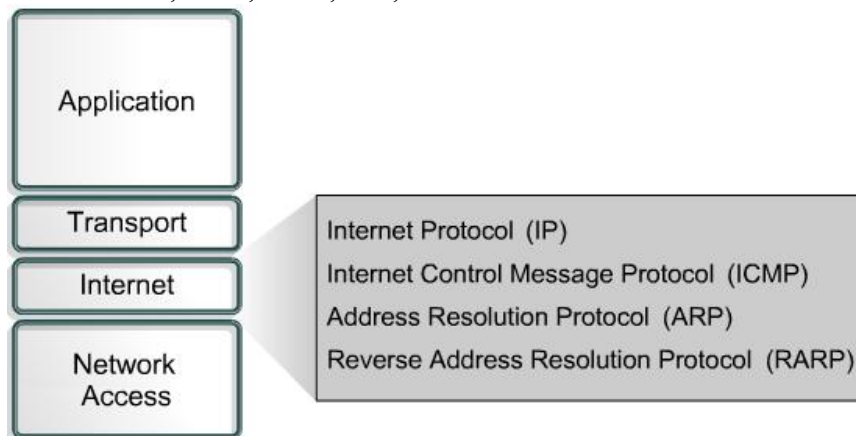 Application
Transport
Internet
Network
Access
Internet Protocol (IP)
Internet Control Message Protocol (ICMP)
Address Resolution Protocol (ARP)
Reverse Address Resolution Protocol (RARP)